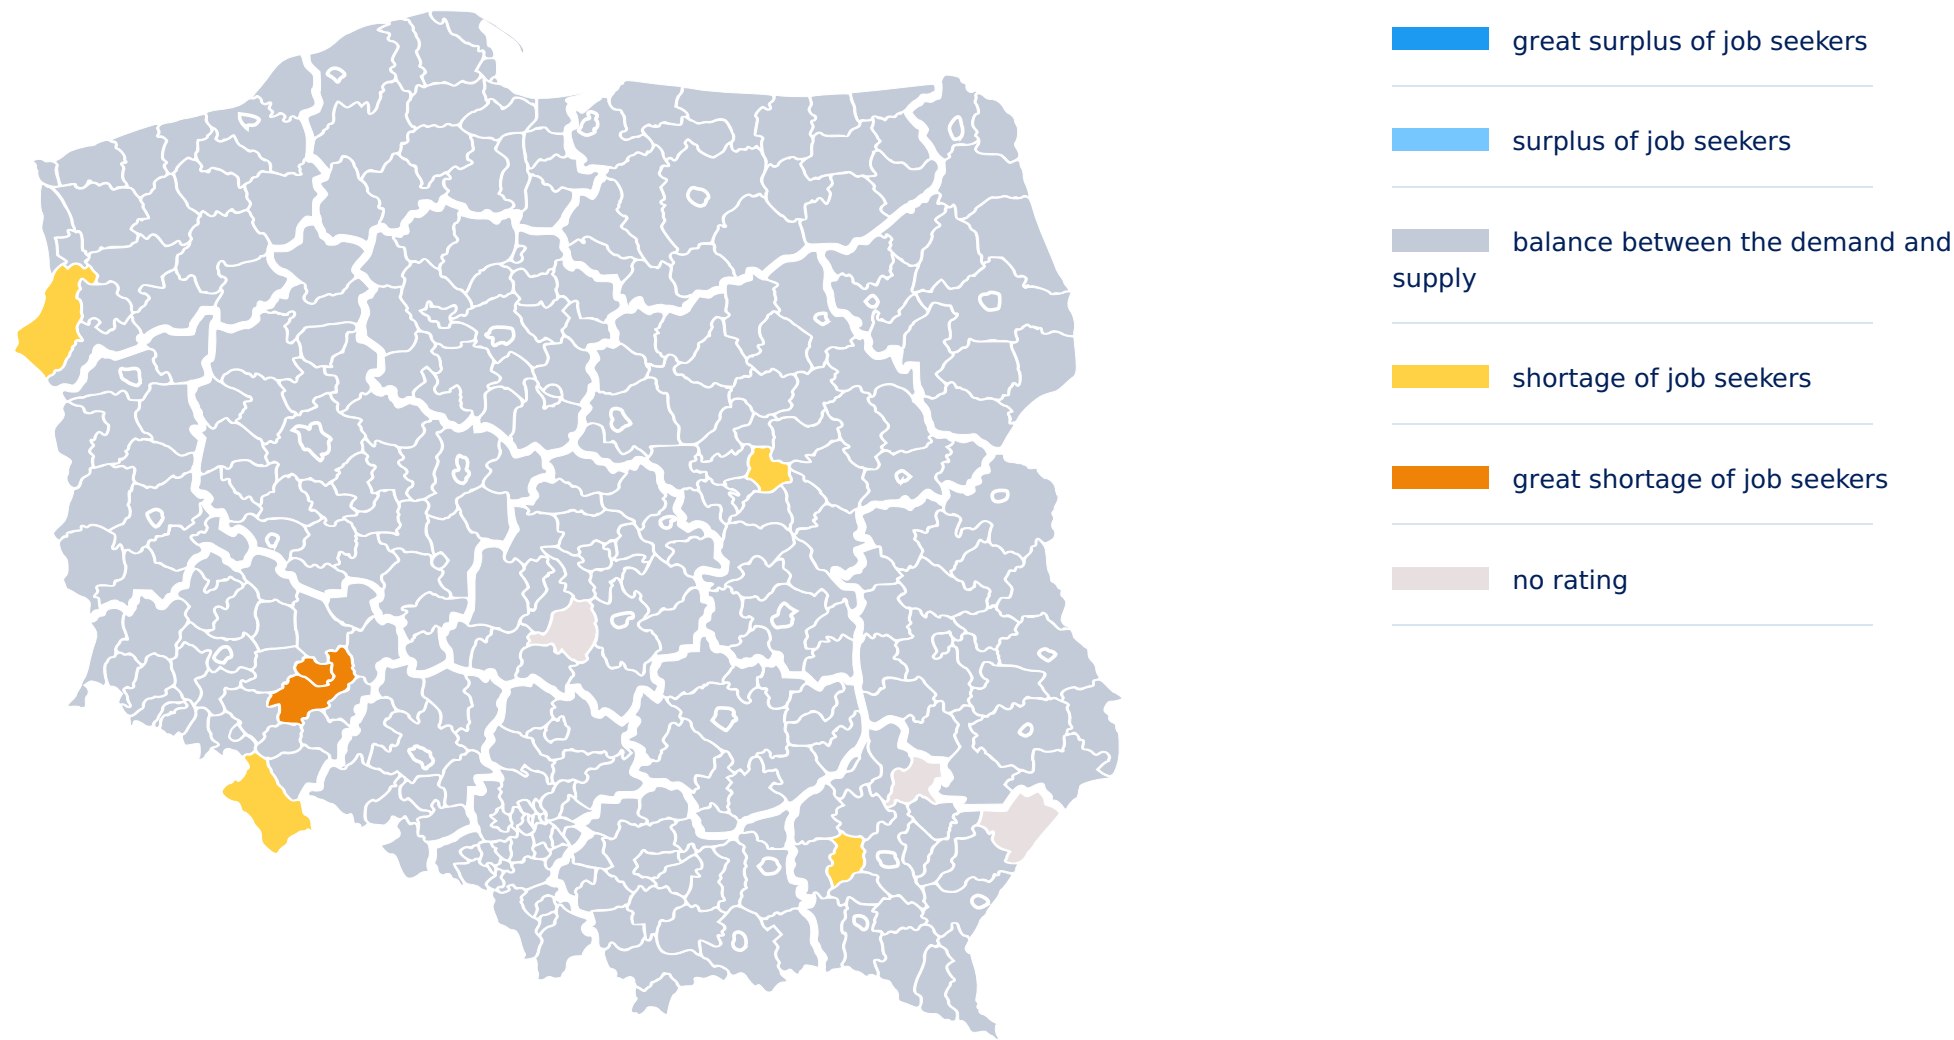 great surplus of job seekers
surplus of job seekers
balance between the demand and
supply
shortage of job seekers
great shortage of job seekers
no rating